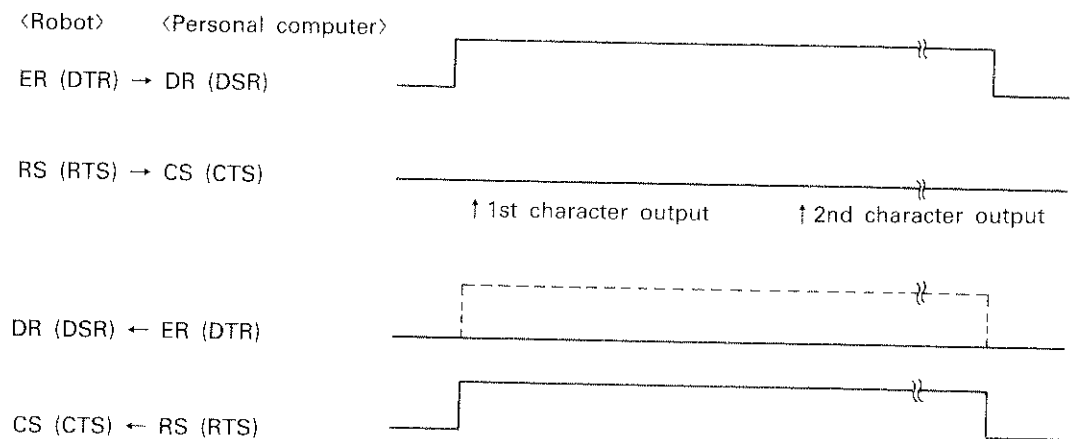 〈Robot〉 〈Personal computer〉
ER (DTR) → DR (DSR)
RS (RTS) → CS (CTS)
↑ 1st character output ↑ 2nd character output
DR (DSR) ← ER (DTR)
CS (CTS) ← RS (RTS)